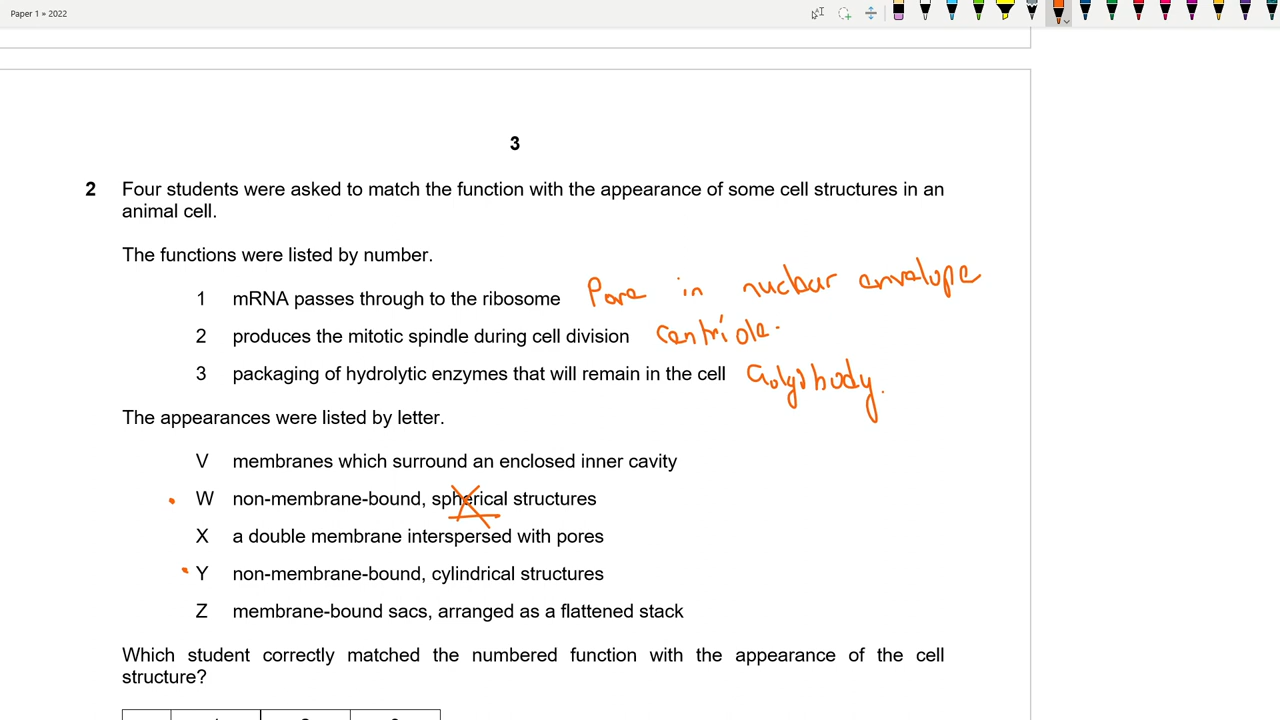 Paper 1 » 2022
3
2 Four students were asked to match the function with the appearance of some cell structures in an
animal cell.
The functions were listed by number.
1 mRNA passes through to the ribosome Pore in nuclear envelope
2 produces the mitotic spindle during cell division centriole.
3 packaging of hydrolytic enzymes that will remain in the cell Golgi body.
The appearances were listed by letter.
V membranes which surround an enclosed inner cavity
W non-membrane-bound, spherical structures
X a double membrane interspersed with pores
Y non-membrane-bound, cylindrical structures
Z membrane-bound sacs, arranged as a flattened stack
Which student correctly matched the numbered function with the appearance of the cell
structure?